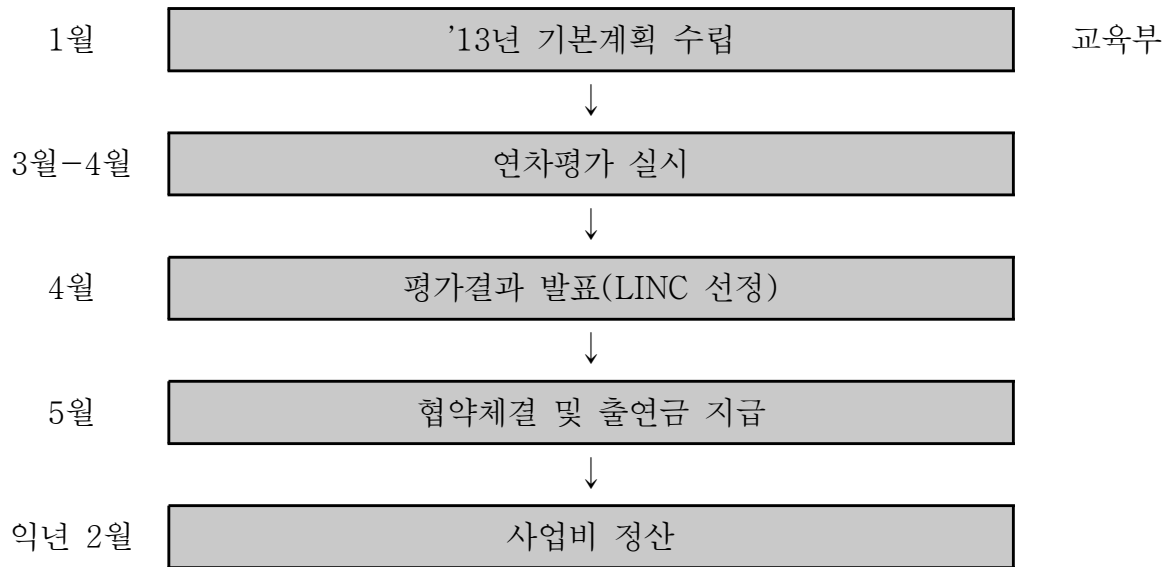 1월 '13년 기본계획 수립 교육부
↓
3월-4월 연차평가 실시
↓
4월 평가결과 발표(LINC 선정)
↓
5월 협약체결 및 출연금 지급
↓
익년 2월 사업비 정산